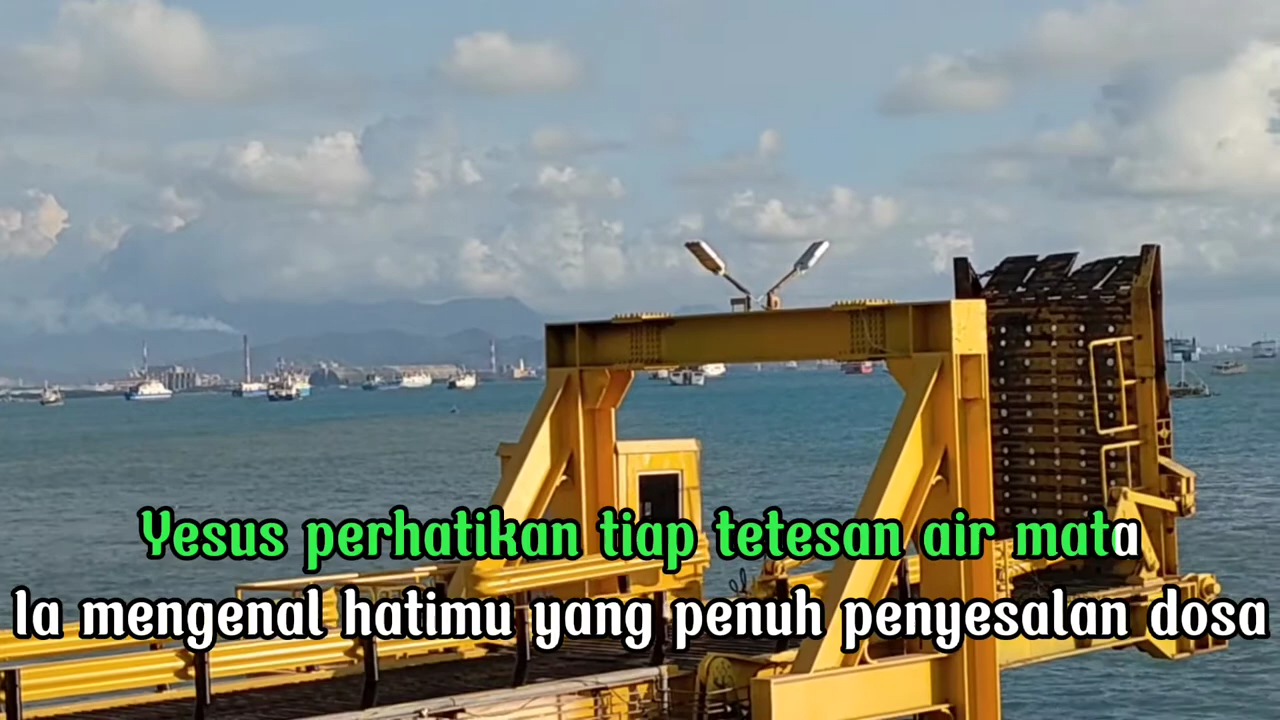 Yesus perhatikan tiap tetesan air mata
Ia mengenal hatimu yang penuh penyesalan dosa